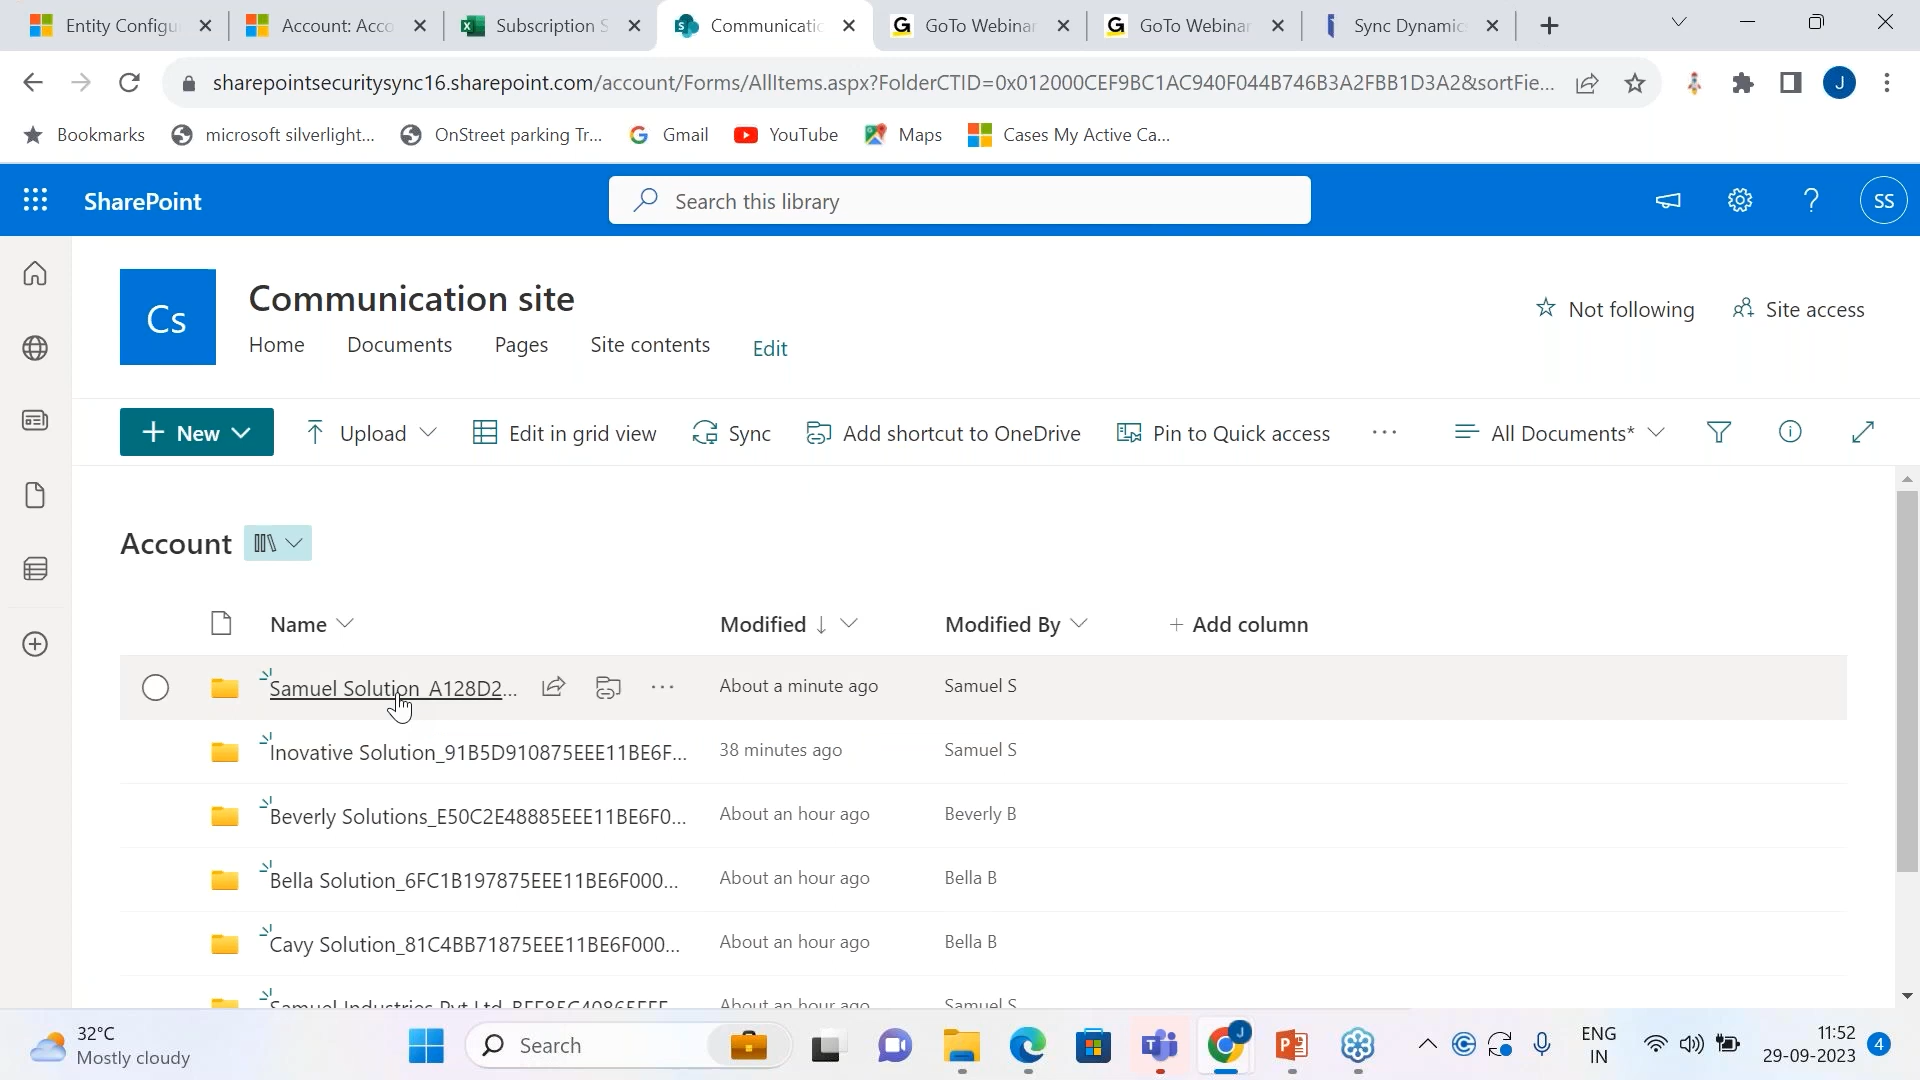 Entity Configu
Account: Acco
Subscription S
Communicatic
GoTo Webinar
GoTo Webinar
Sync Dynamic
sharepointsecuritysync16.sharepoint.com/account/Forms/AllItems.aspx?FolderCTID=0x012000CEF9BC1AC940F044B746B3A2FBB1D3A2&sortFie...
J
Bookmarks
microsoft silverlight...
OnStreet parking Tr...
Gmail
YouTube
Maps
Cases My Active Ca...
SharePoint
Search this library
SS
Cs
Communication site
Home
Documents
Pages
Site contents
Edit
Not following
Site access
New
Upload
Edit in grid view
Sync
Add shortcut to OneDrive
Pin to Quick access
All Documents*
Account
Name
Modified
Modified By
+ Add column
Samuel Solution_A128D2...
About a minute ago
Samuel S
Inovative Solution_91B5D910875EEE11BE6F...
38 minutes ago
Samuel S
Beverly Solutions_E50C2E48885EEE11BE6F0...
About an hour ago
Beverly B
Bella Solution_6FC1B197875EEE11BE6F000...
About an hour ago
Bella B
Cavy Solution_81C4BB71875EEE11BE6F000...
About an hour ago
Bella B
Samuel Industries Pvt Ltd
About an hour ago
Samuel S
32°C
Mostly cloudy
Search
ENG
IN
11:52
29-09-2023
4